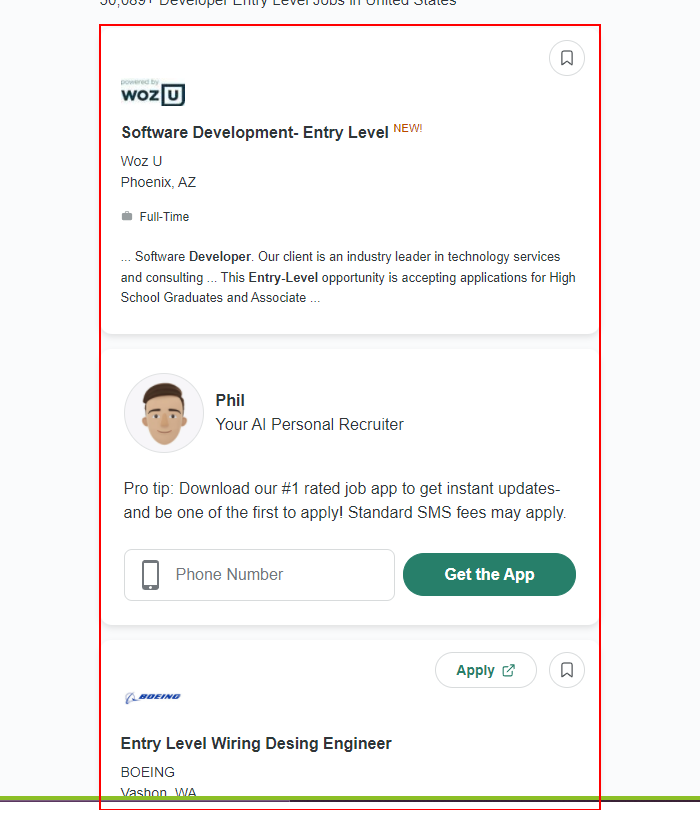 50,089+ Developer Entry Level Jobs in United States
powered by
WOZ U
Software Development- Entry Level NEW!
Woz U
Phoenix, AZ
Full-Time
... Software Developer. Our client is an industry leader in technology services
and consulting ... This Entry-Level opportunity is accepting applications for High
School Graduates and Associate ...
Phil
Your AI Personal Recruiter
Pro tip: Download our #1 rated job app to get instant updates-
and be one of the first to apply! Standard SMS fees may apply.
Phone Number
Get the App
Apply
BOEING
Entry Level Wiring Desing Engineer
BOEING
Vashon, WA